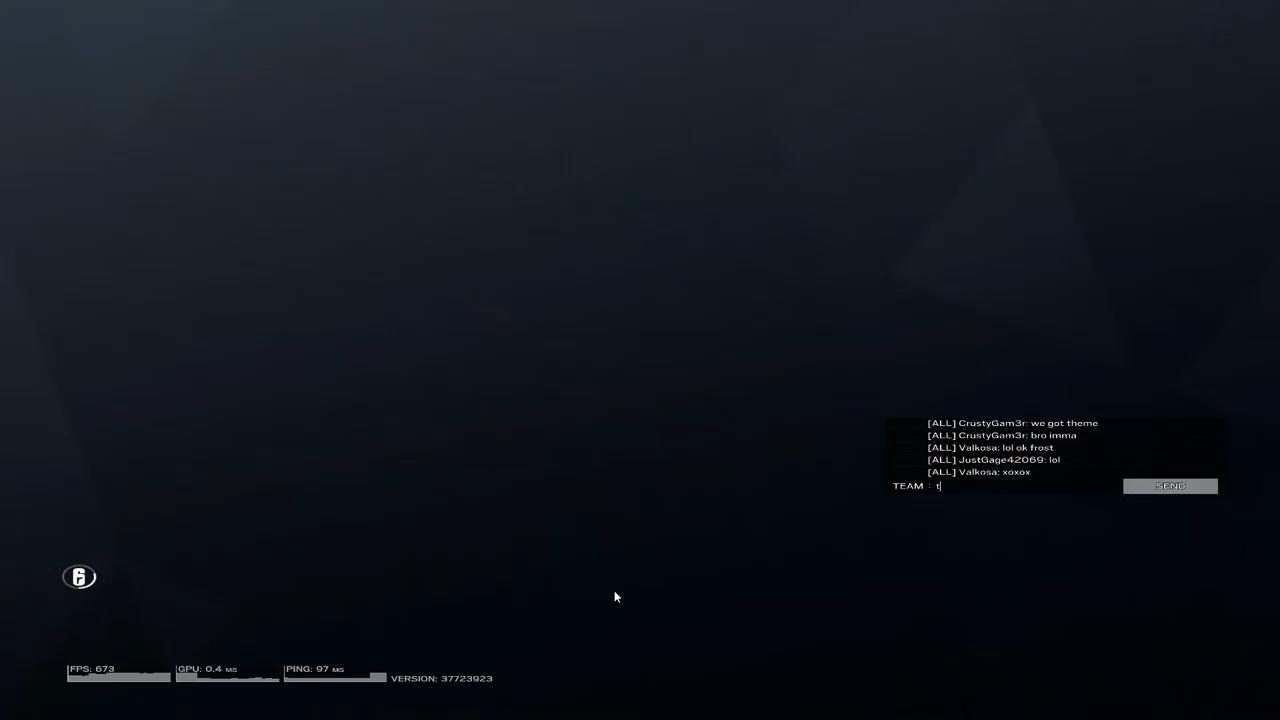 [ALL] CrustyGam3r: we got theme
[ALL] CrustyGam3r: bro imma
[ALL] Valkosa: lol ok frost
[ALL] JustGage42069: lol
[ALL] Valkosa: xoxox
TEAM : t SEND
6
FPS: 673 GPU: 0.4 MS PING: 97 MS VERSION: 37723923